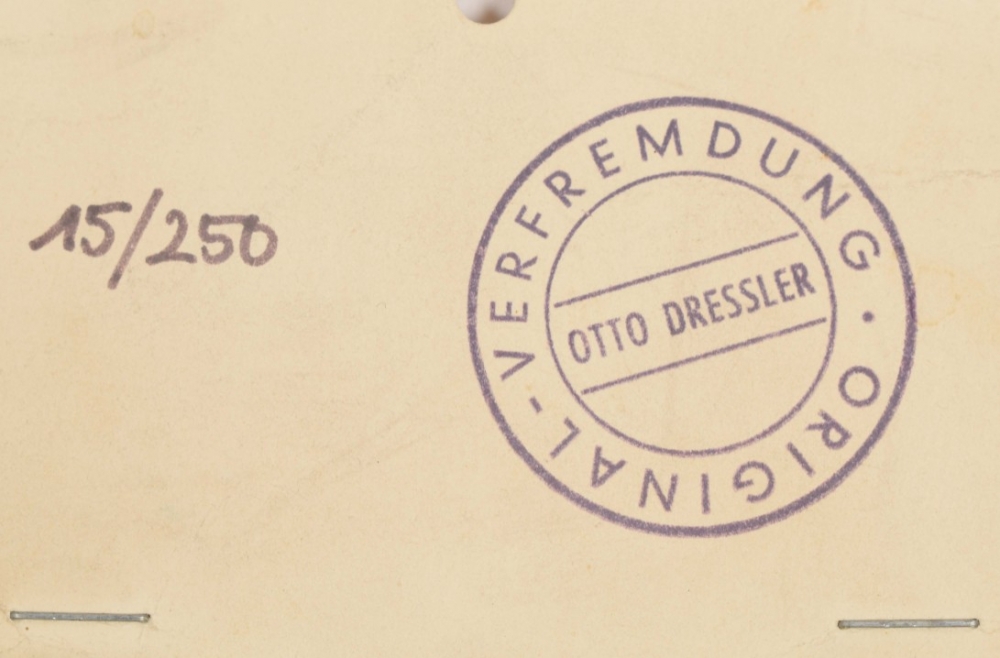 15/250
ORIGINAL-VERFREMDUNG ·
OTTO DRESSLER